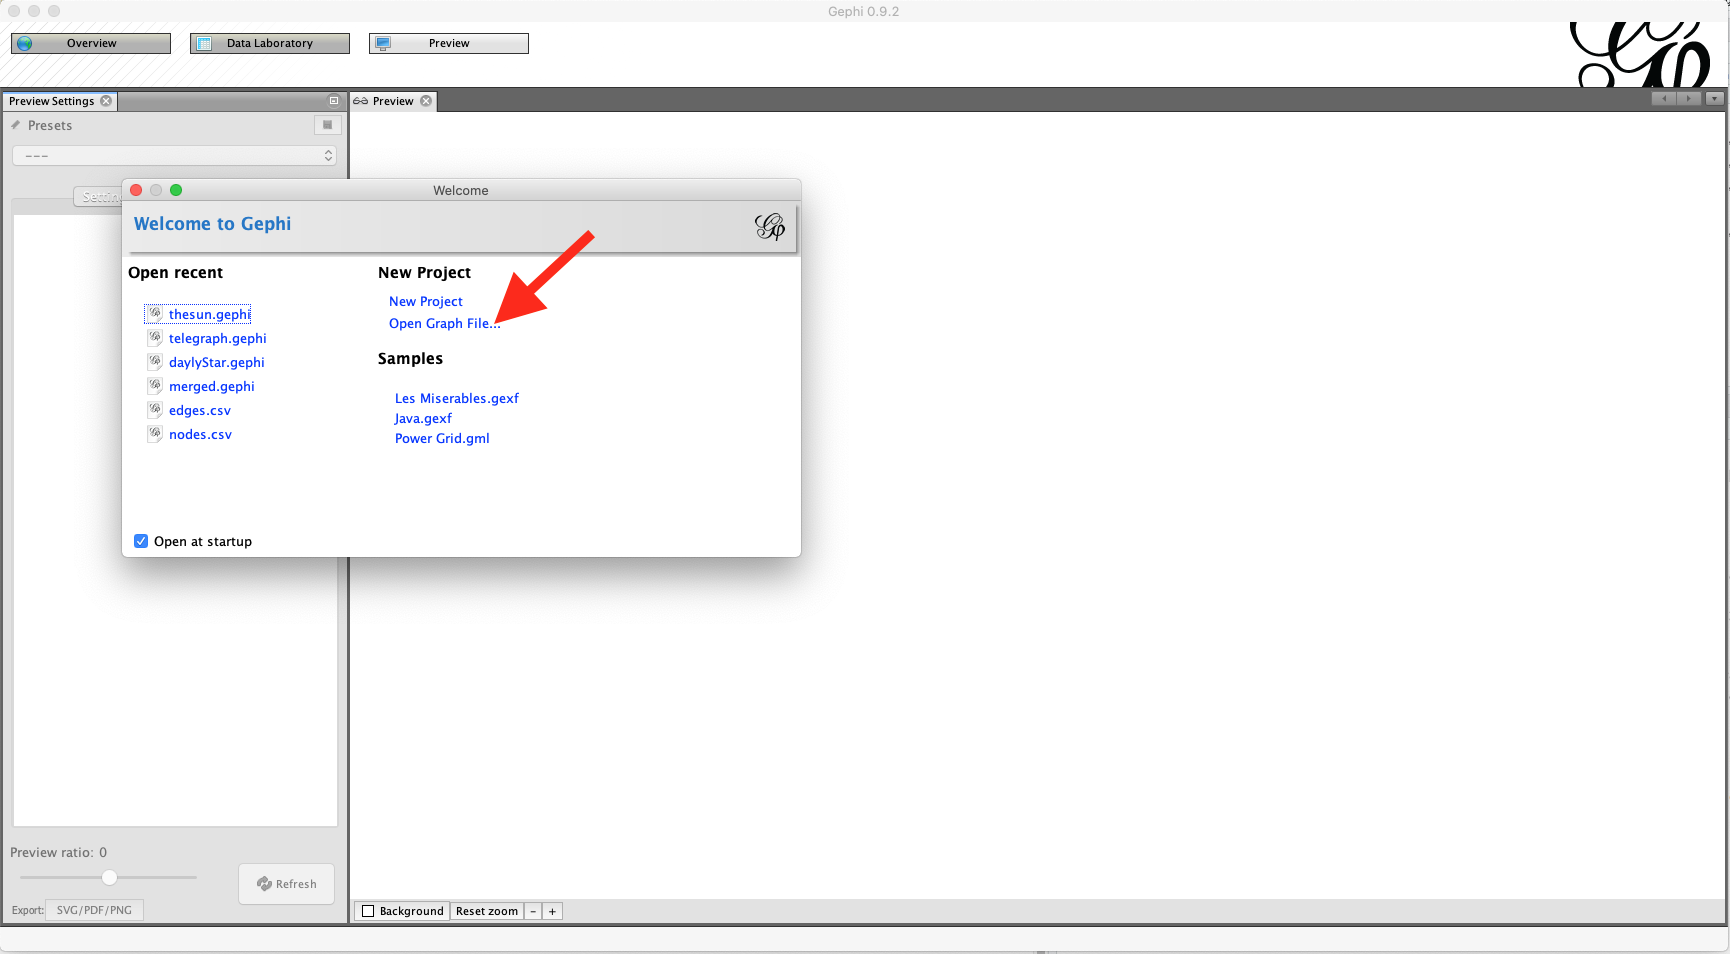 Gephi 0.9.2
Overview
Data Laboratory
Preview
Preview Settings
Preview
Presets
---
Welcome
Welcome to Gephi
Open recent
thesun.gephi
telegraph.gephi
daylyStar.gephi
merged.gephi
edges.csv
nodes.csv
New Project
New Project
Open Graph File...
Samples
Les Miserables.gexf
Java.gexf
Power Grid.gml
Open at startup
Preview ratio: 0
Refresh
Export: SVG/PDF/PNG
Background
Reset zoom
-
+